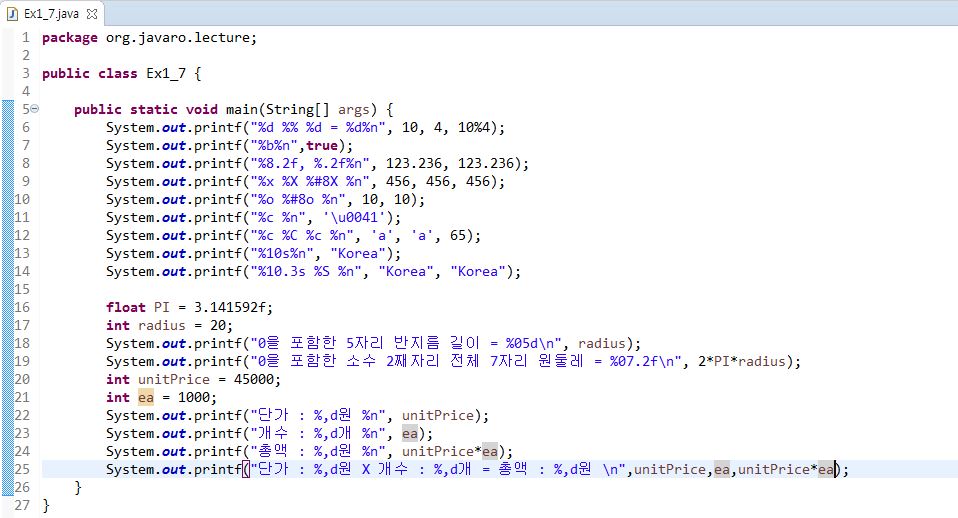 Ex1_7.java
1 package org.javaro.lecture;
2
3 public class Ex1_7 {
4
5 public static void main(String[] args) {
6 System.out.printf("%d %% %d = %d%n", 10, 4, 10%4);
7 System.out.printf("%b%n",true);
8 System.out.printf("%8.2f, %.2f%n", 123.236, 123.236);
9 System.out.printf("%x %X %#8X %n", 456, 456, 456);
10 System.out.printf("%o %#8o %n", 10, 10);
11 System.out.printf("%c %n", '\u0041');
12 System.out.printf("%c %C %c %n", 'a', 'a', 65);
13 System.out.printf("%10s%n", "Korea");
14 System.out.printf("%10.3s %S %n", "Korea", "Korea");
15
16 float PI = 3.141592f;
17 int radius = 20;
18 System.out.printf("0을 포함한 5자리 반지름 길이 = %05d\n", radius);
19 System.out.printf("0을 포함한 소수 2째자리 전체 7자리 원둘레 = %07.2f\n", 2*PI*radius);
20 int unitPrice = 45000;
21 int ea = 1000;
22 System.out.printf("단가 : %,d원 %n", unitPrice);
23 System.out.printf("개수 : %,d개 %n", ea);
24 System.out.printf("총액 : %,d원 %n", unitPrice*ea);
25 System.out.printf("단가 : %,d원 X 개수 : %,d개 = 총액 : %,d원 \n",unitPrice,ea,unitPrice*ea);
26 }
27 }